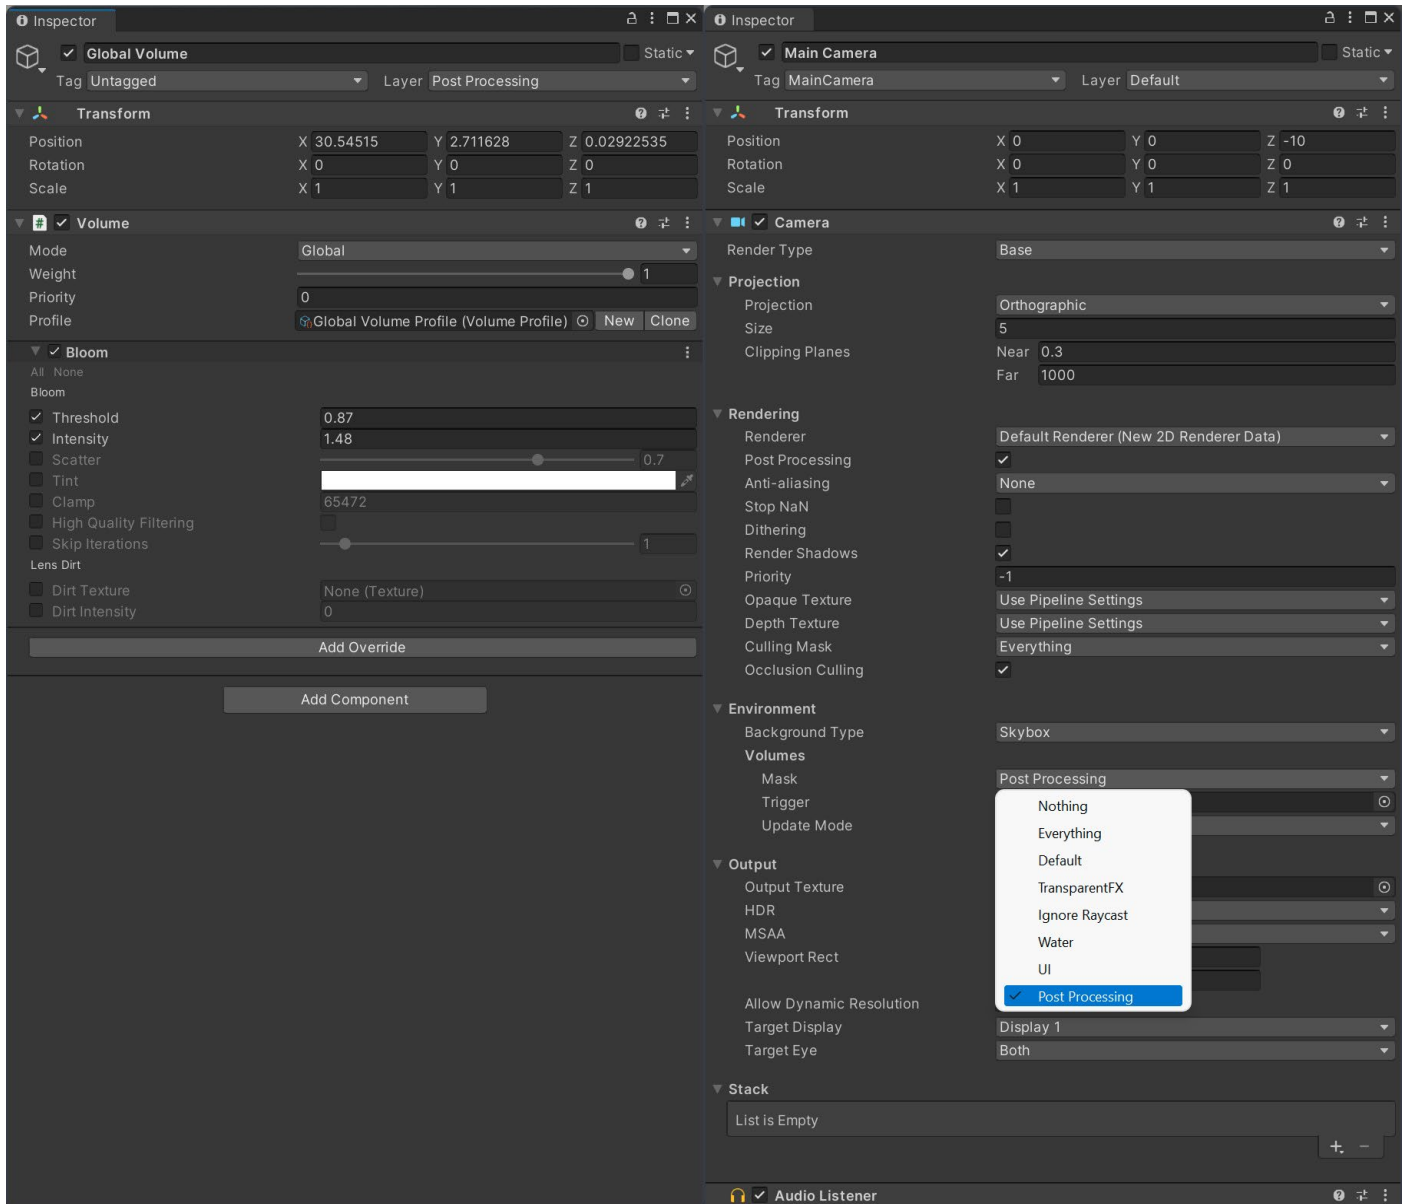 Inspector
Global Volume
Static
Tag Untagged
Layer Post Processing
Transform
Position X 30.54515 Y 2.711628 Z 0.02922535
Rotation X 0 Y 0 Z 0
Scale X 1 Y 1 Z 1
Volume
Mode Global
Weight 1
Priority 0
Profile Global Volume Profile (Volume Profile) New Clone
Bloom
All None
Bloom
Threshold 0.87
Intensity 1.48
Scatter 0.7
Tint
Clamp 65472
High Quality Filtering
Skip Iterations 1
Lens Dirt
Dirt Texture None (Texture)
Dirt Intensity 0
Add Override
Add Component
Inspector
Main Camera
Static
Tag MainCamera
Layer Default
Transform
Position X 0 Y 0 Z -10
Rotation X 0 Y 0 Z 0
Scale X 1 Y 1 Z 1
Camera
Render Type Base
Projection
Projection Orthographic
Size 5
Clipping Planes Near 0.3
Far 1000
Rendering
Renderer Default Renderer (New 2D Renderer Data)
Post Processing
Anti-aliasing None
Stop NaN
Dithering
Render Shadows
Priority -1
Opaque Texture Use Pipeline Settings
Depth Texture Use Pipeline Settings
Culling Mask Everything
Occlusion Culling
Environment
Background Type Skybox
Volumes
Mask Post Processing
Trigger
Update Mode
Nothing
Everything
Default
TransparentFX
Ignore Raycast
Water
UI
Post Processing
Output
Output Texture
HDR
MSAA
Viewport Rect
Allow Dynamic Resolution
Target Display Display 1
Target Eye Both
Stack
List is Empty
Audio Listener